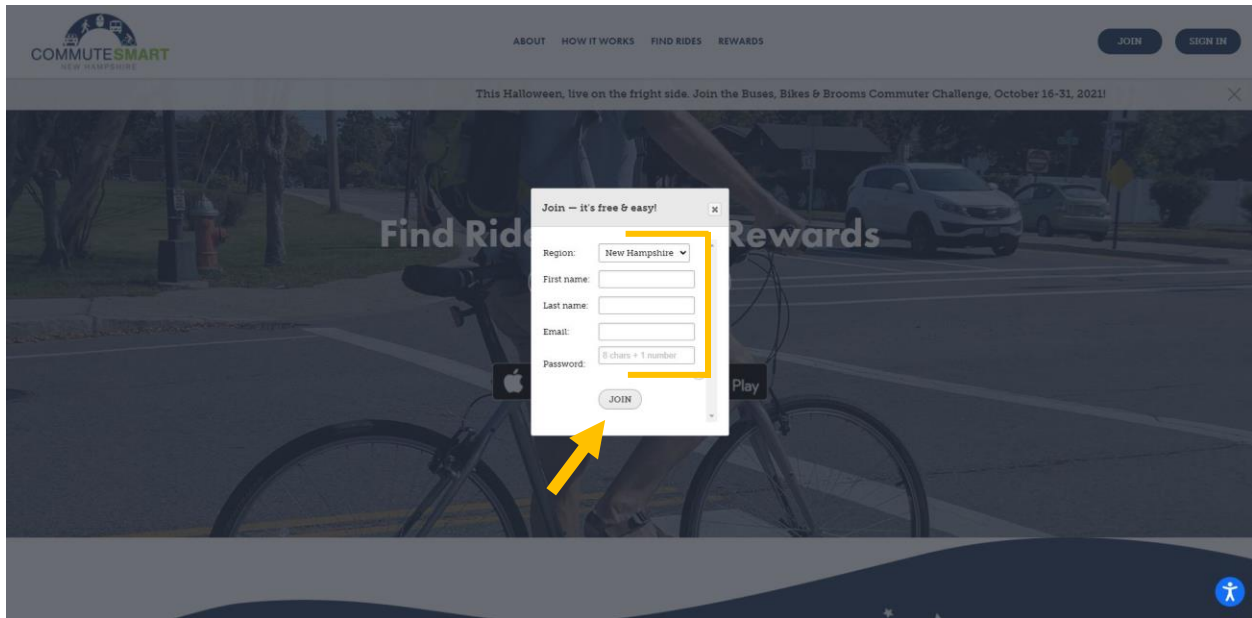 COMMUTESMART
NEW HAMPSHIRE
ABOUT HOW IT WORKS FIND RIDES REWARDS
JOIN SIGN IN
This Halloween, live on the fright side. Join the Buses, Bikes & Brooms Commuter Challenge, October 16-31, 2021!
Find Rid Rewards
Join — it's free & easy!
Region: New Hampshire
First name:
Last name:
Email:
Password: 8 chars + 1 number
Play
JOIN